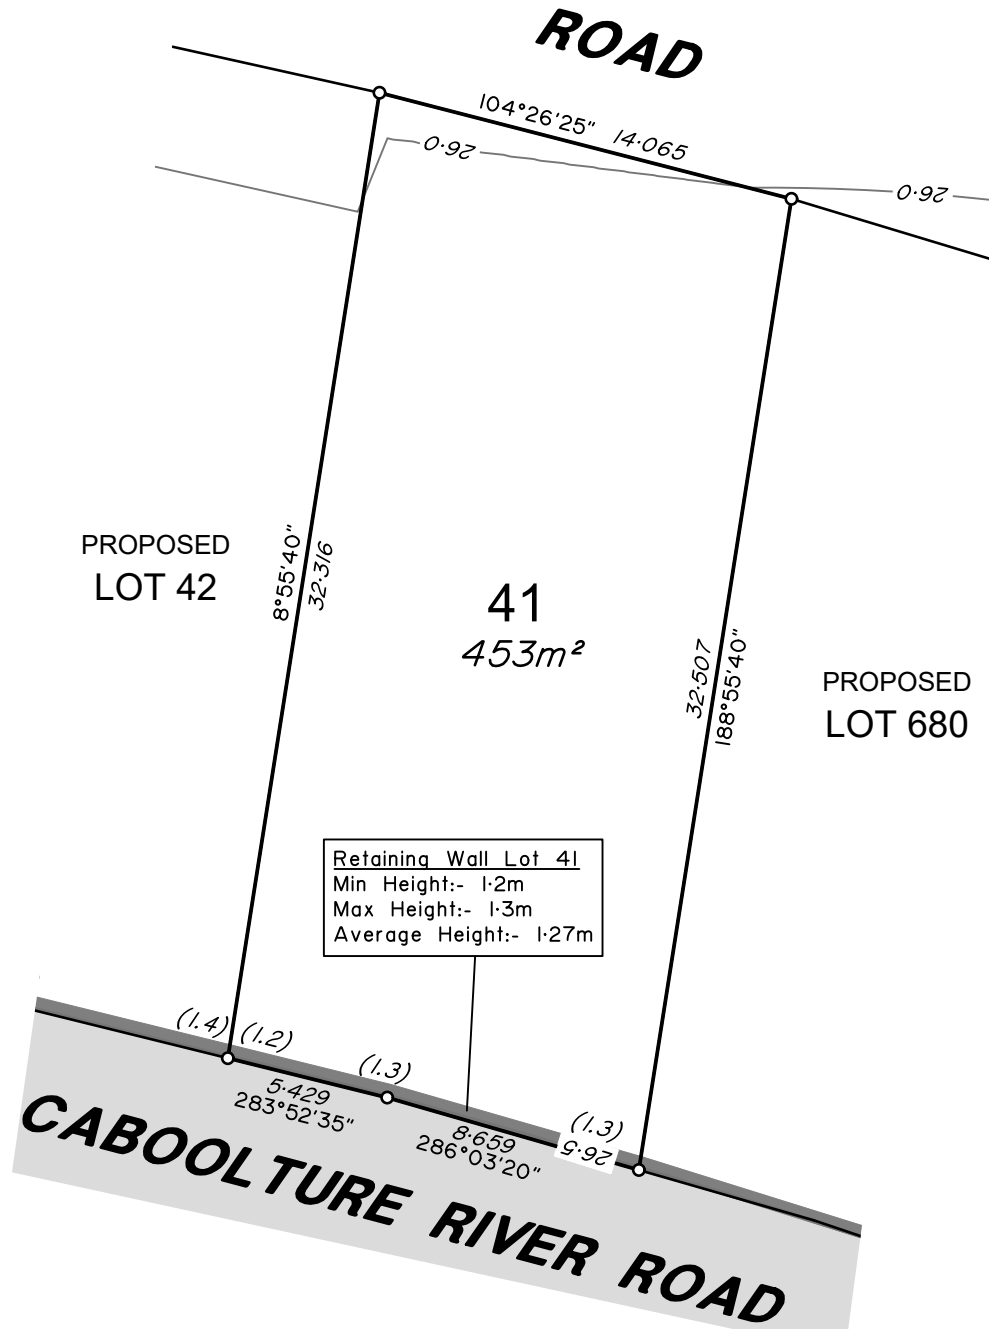 ROAD
104°26'25" 14·065
26·0
26·0
PROPOSED
LOT 42
8°55'40"
32·316
41
453m²
32·507
188°55'40"
PROPOSED
LOT 680
Retaining Wall Lot 41
Min Height:- 1·2m
Max Height:- 1·3m
Average Height:- 1·27m
(1.4) (1.2)
(1.3)
(1.3)
5·429
283°52'35"
8·659
286°03'20"
26·5
CABOOLTURE RIVER ROAD